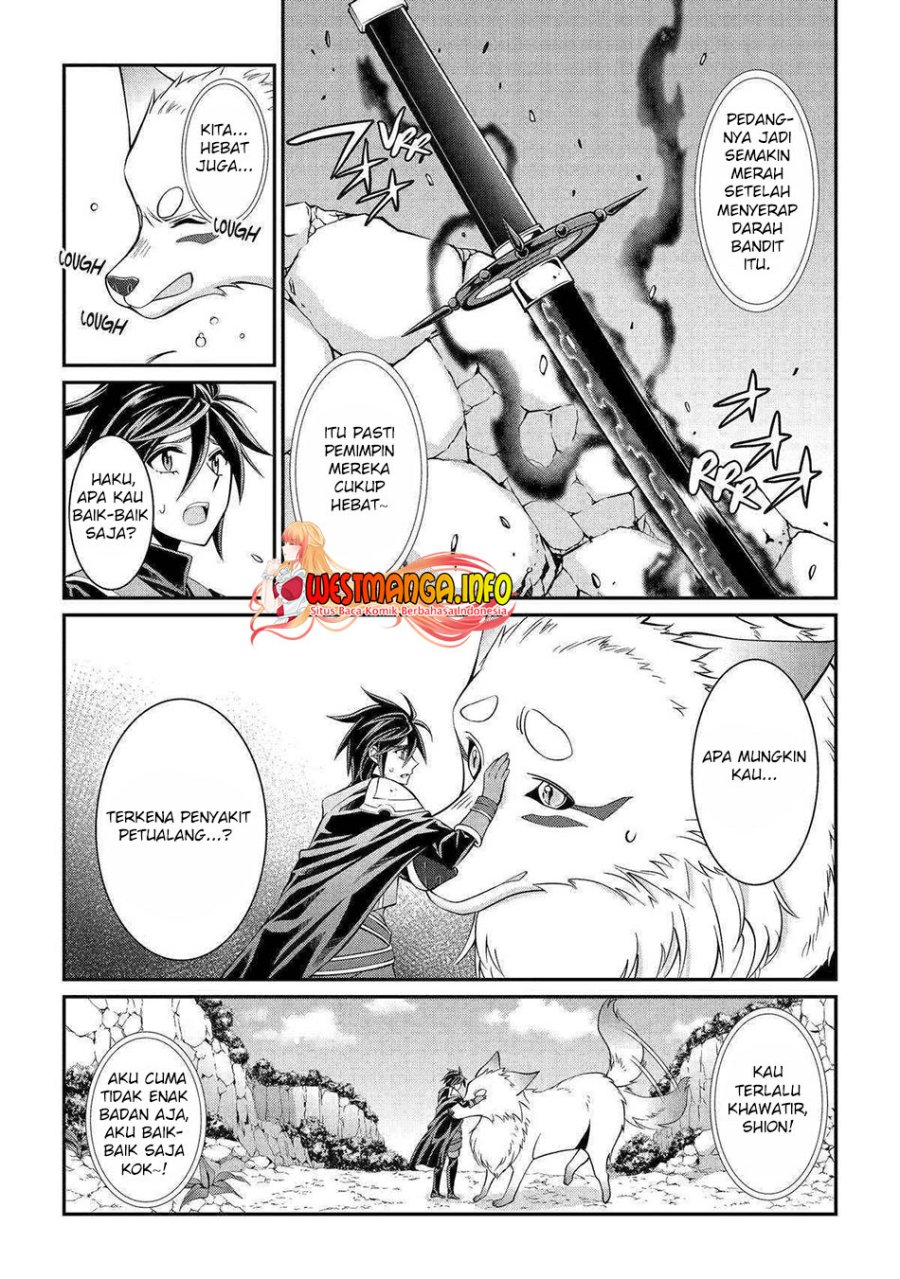 PEDANG-
NYA JADI
SEMAKIN
MERAH
SETELAH
MENYERAP
DARAH
BANDIT
ITU.
VRR
RRR
ITU PASTI
PEMIMPIN
MEREKA
CUKUP
HEBAT~
KITA...
HEBAT
JUGA...
COUGH
COUGH
COUGH
HAKU,
APA KAU
BAIK-BAIK
SAJA?
WESTMANGA.INFO
Situs Baca Komik Berbahasa Indonesia
APA MUNGKIN
KAU...
TERKENA PENYAKIT
PETUALANG...?
KAU
TERLALU
KHAWATIR,
SHION!
AKU CUMA
TIDAK ENAK
BADAN AJA,
AKU BAIK-
BAIK SAJA
KOK~!